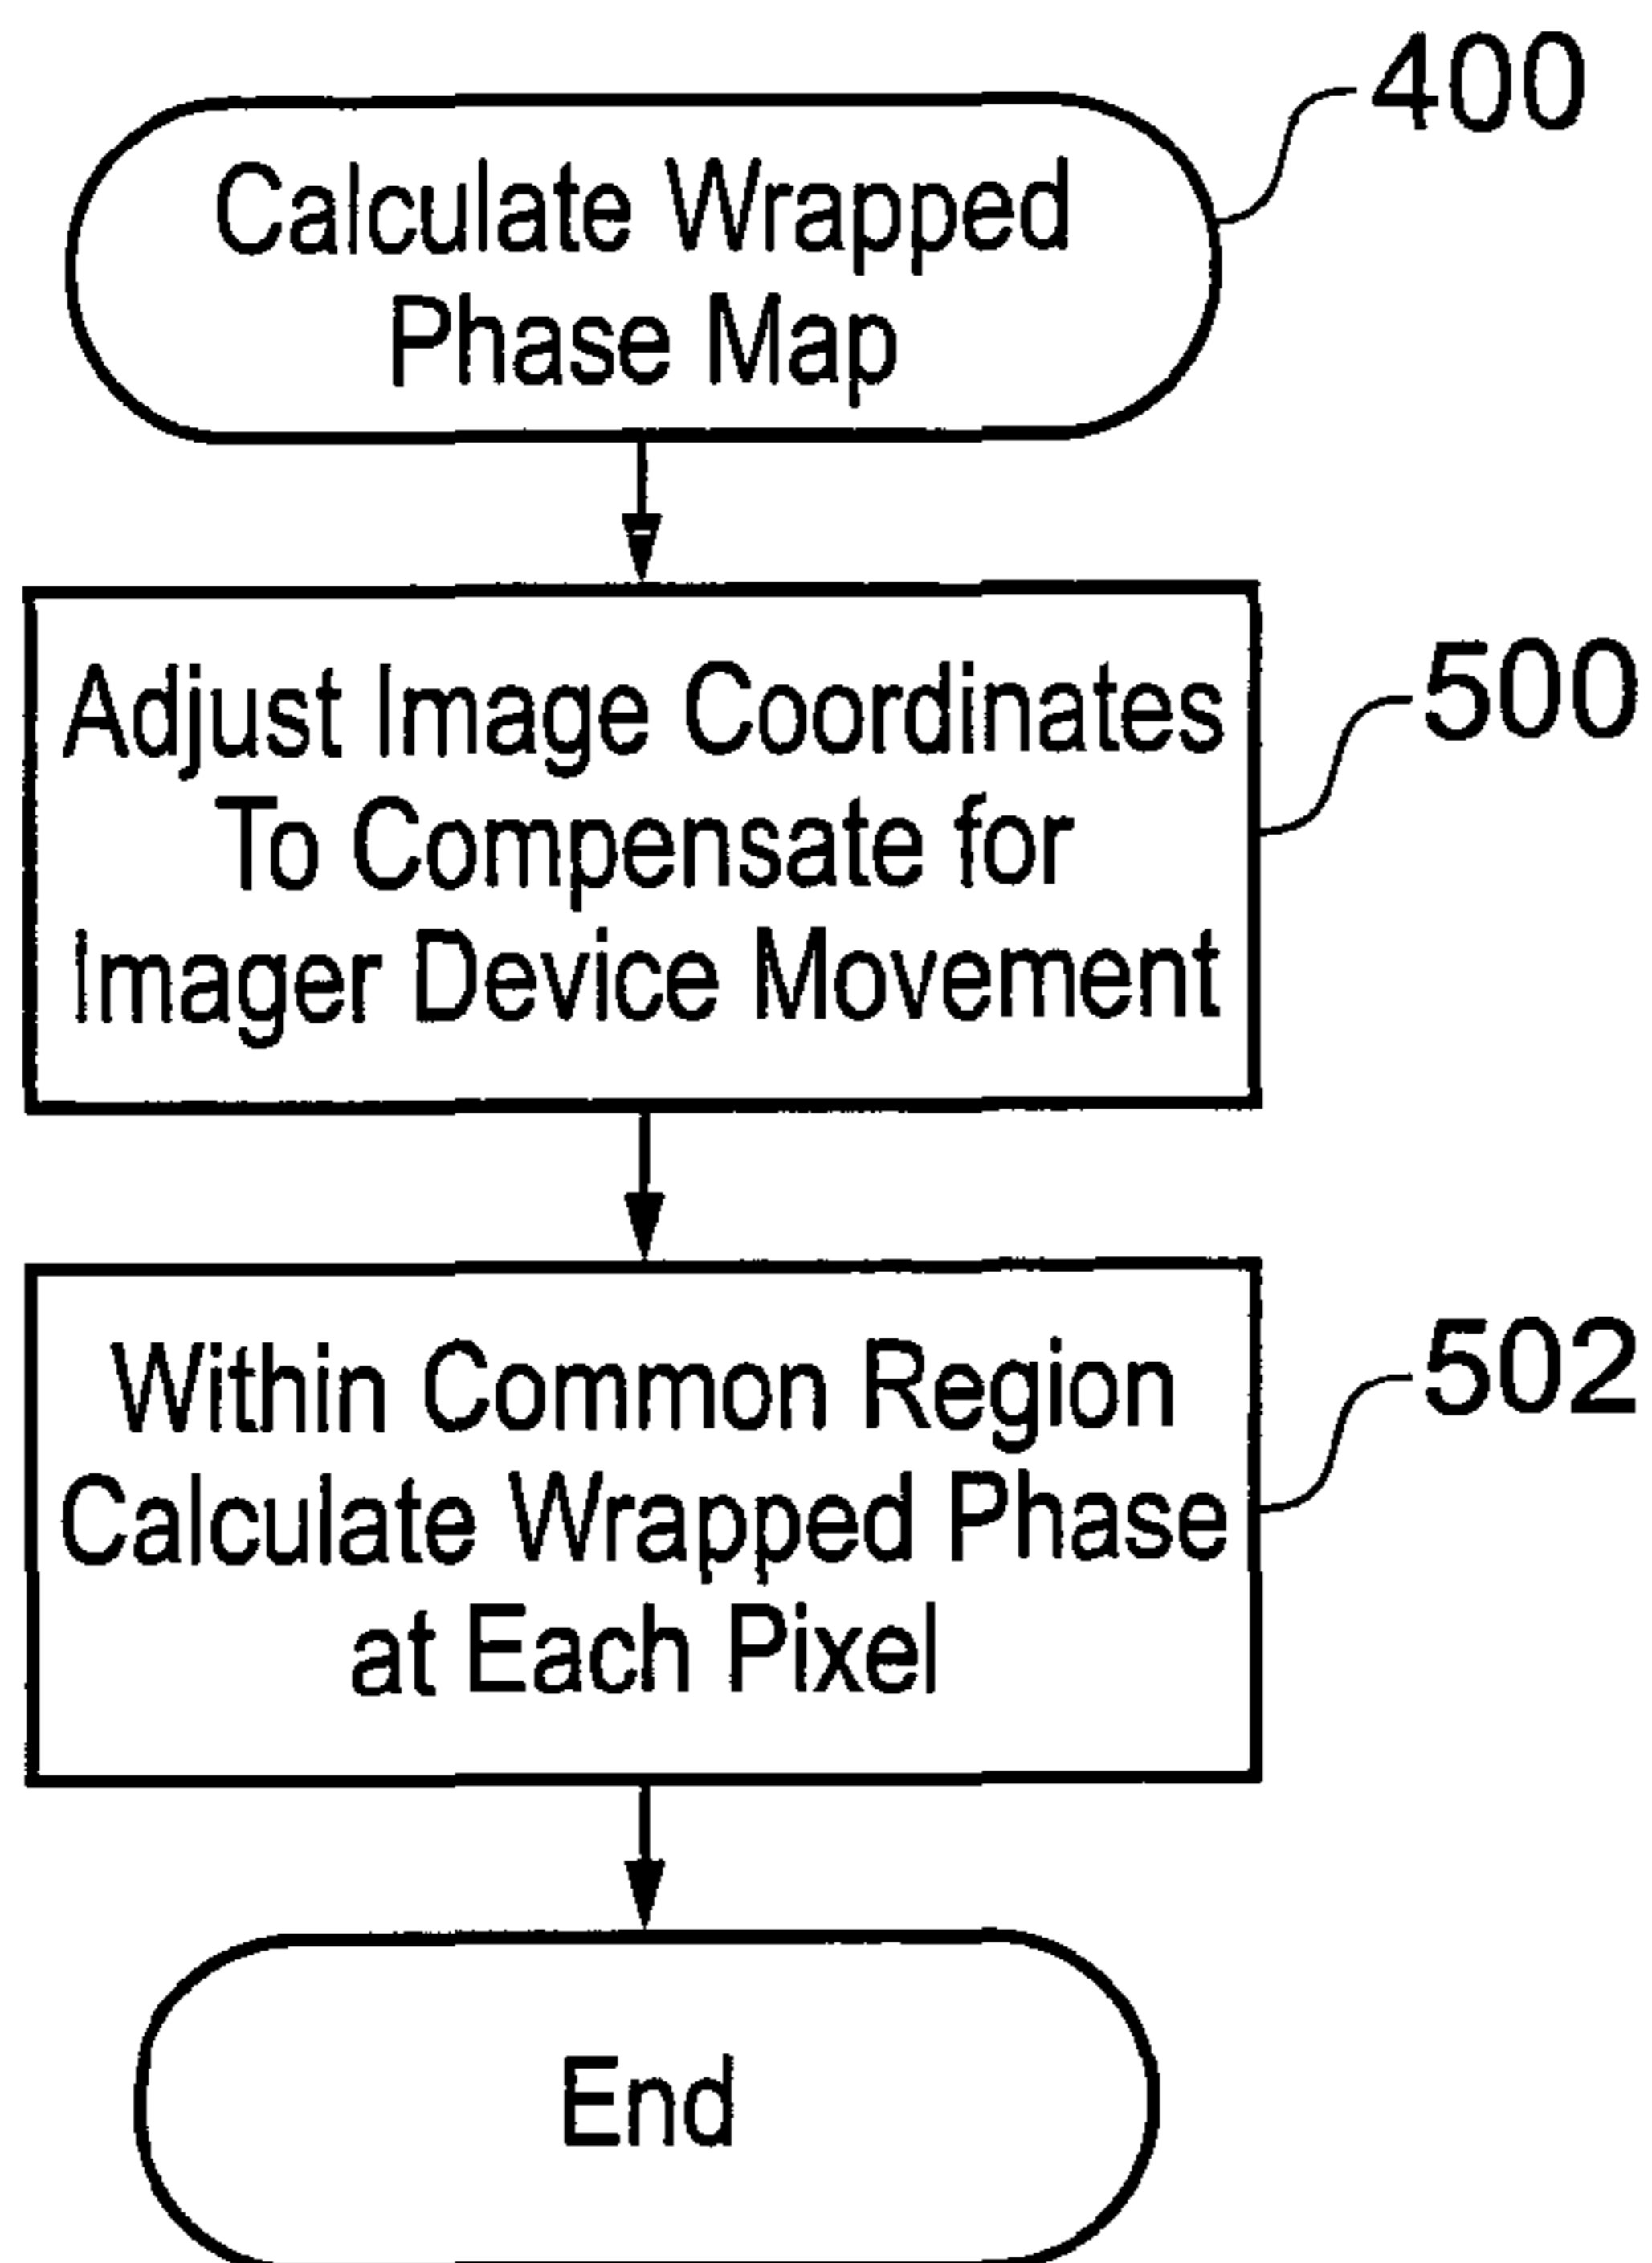 400
Calculate Wrapped
Phase Map
Adjust Image Coordinates
To Compensate for
Imager Device Movement
500
Within Common Region
Calculate Wrapped Phase
at Each Pixel
502
End